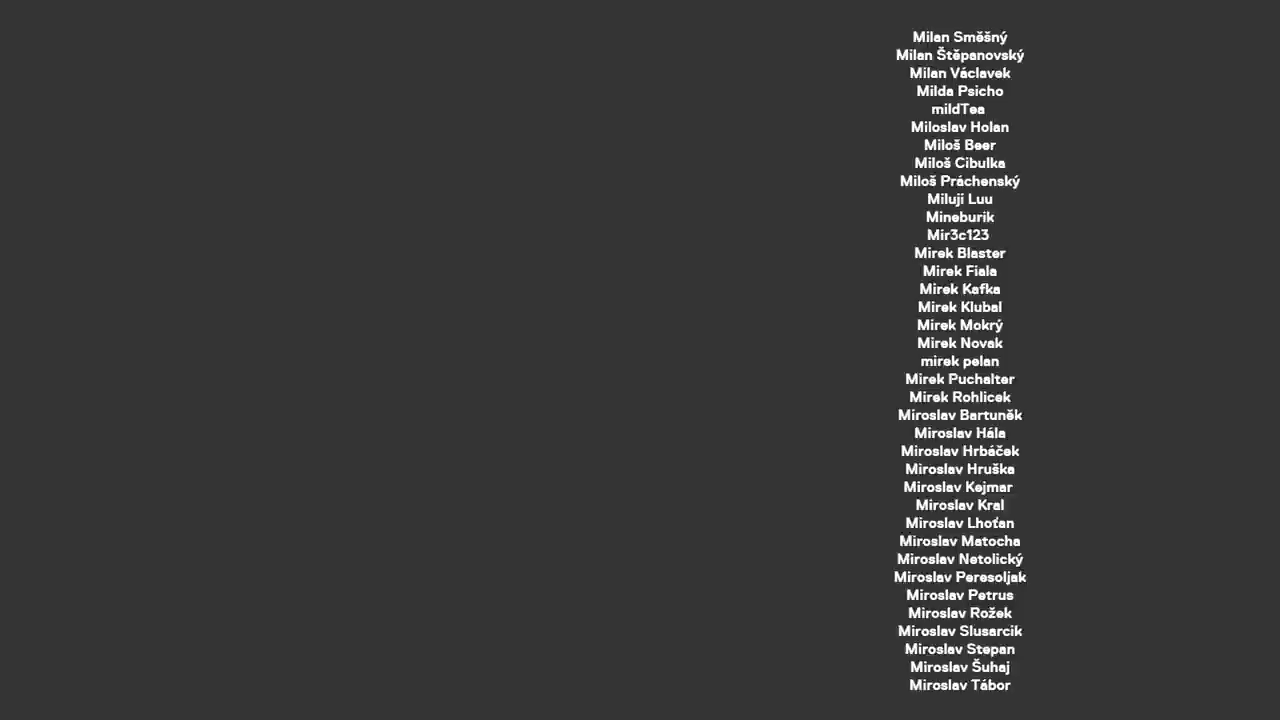 Milan Směšný
Milan Štěpanovský
Milan Václavek
Milda Psicho
mildTea
Miloslav Holan
Miloš Beer
Miloš Cibulka
Miloš Práchenský
Miluji Luu
Mineburik
Mir3c123
Mirek Blaster
Mirek Fiala
Mirek Kafka
Mirek Klubal
Mirek Mokrý
Mirek Novak
mirek pelan
Mirek Puchalter
Mirek Rohlicek
Miroslav Bartuněk
Miroslav Hála
Miroslav Hrbáček
Miroslav Hruška
Miroslav Kejmar
Miroslav Kral
Miroslav Lhoťan
Miroslav Matocha
Miroslav Netolický
Miroslav Peresoljak
Miroslav Petrus
Miroslav Rožek
Miroslav Slusarcik
Miroslav Stepan
Miroslav Šuhaj
Miroslav Tábor